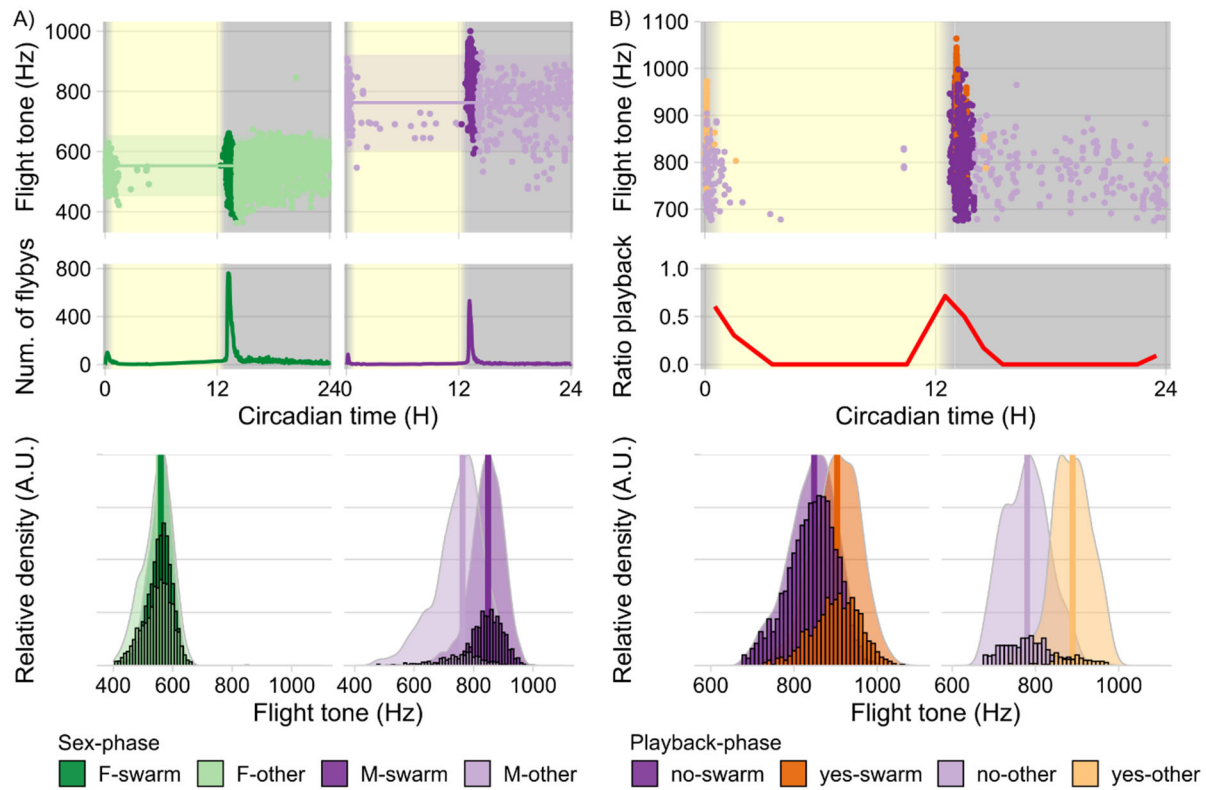 A)
Flight tone (Hz)
1000
800
600
400
Num. of flybys
800
400
0
0
12
24
0
12
24
Circadian time (H)
Relative density (A.U.)
400
600
800
1000
400
600
800
1000
Flight tone (Hz)
Sex-phase
F-swarm
F-other
M-swarm
M-other
B)
Flight tone (Hz)
1100
1000
900
800
700
Ratio playback
1.0
0.5
0.0
0
12
24
Circadian time (H)
Relative density (A.U.)
600
800
1000
600
800
1000
Flight tone (Hz)
Playback-phase
no-swarm
yes-swarm
no-other
yes-other